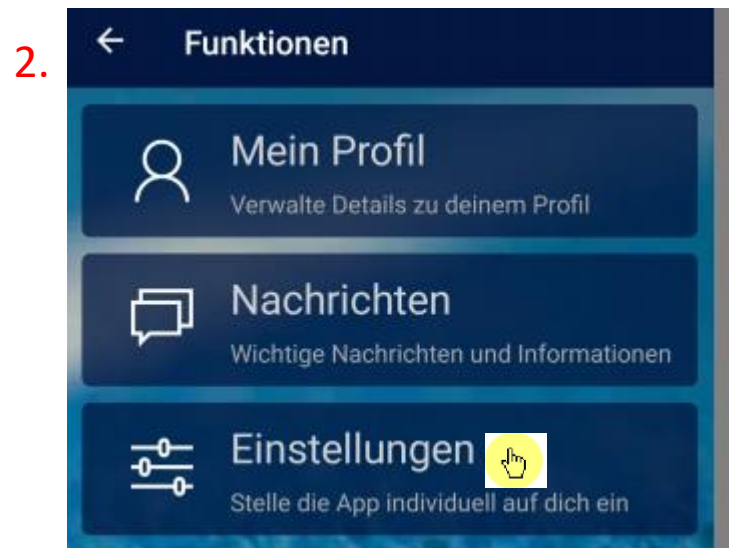 2.
Funktionen
Mein Profil
Verwalte Details zu deinem Profil
Nachrichten
Wichtige Nachrichten und Informationen
Einstellungen
Stelle die App individuell auf dich ein